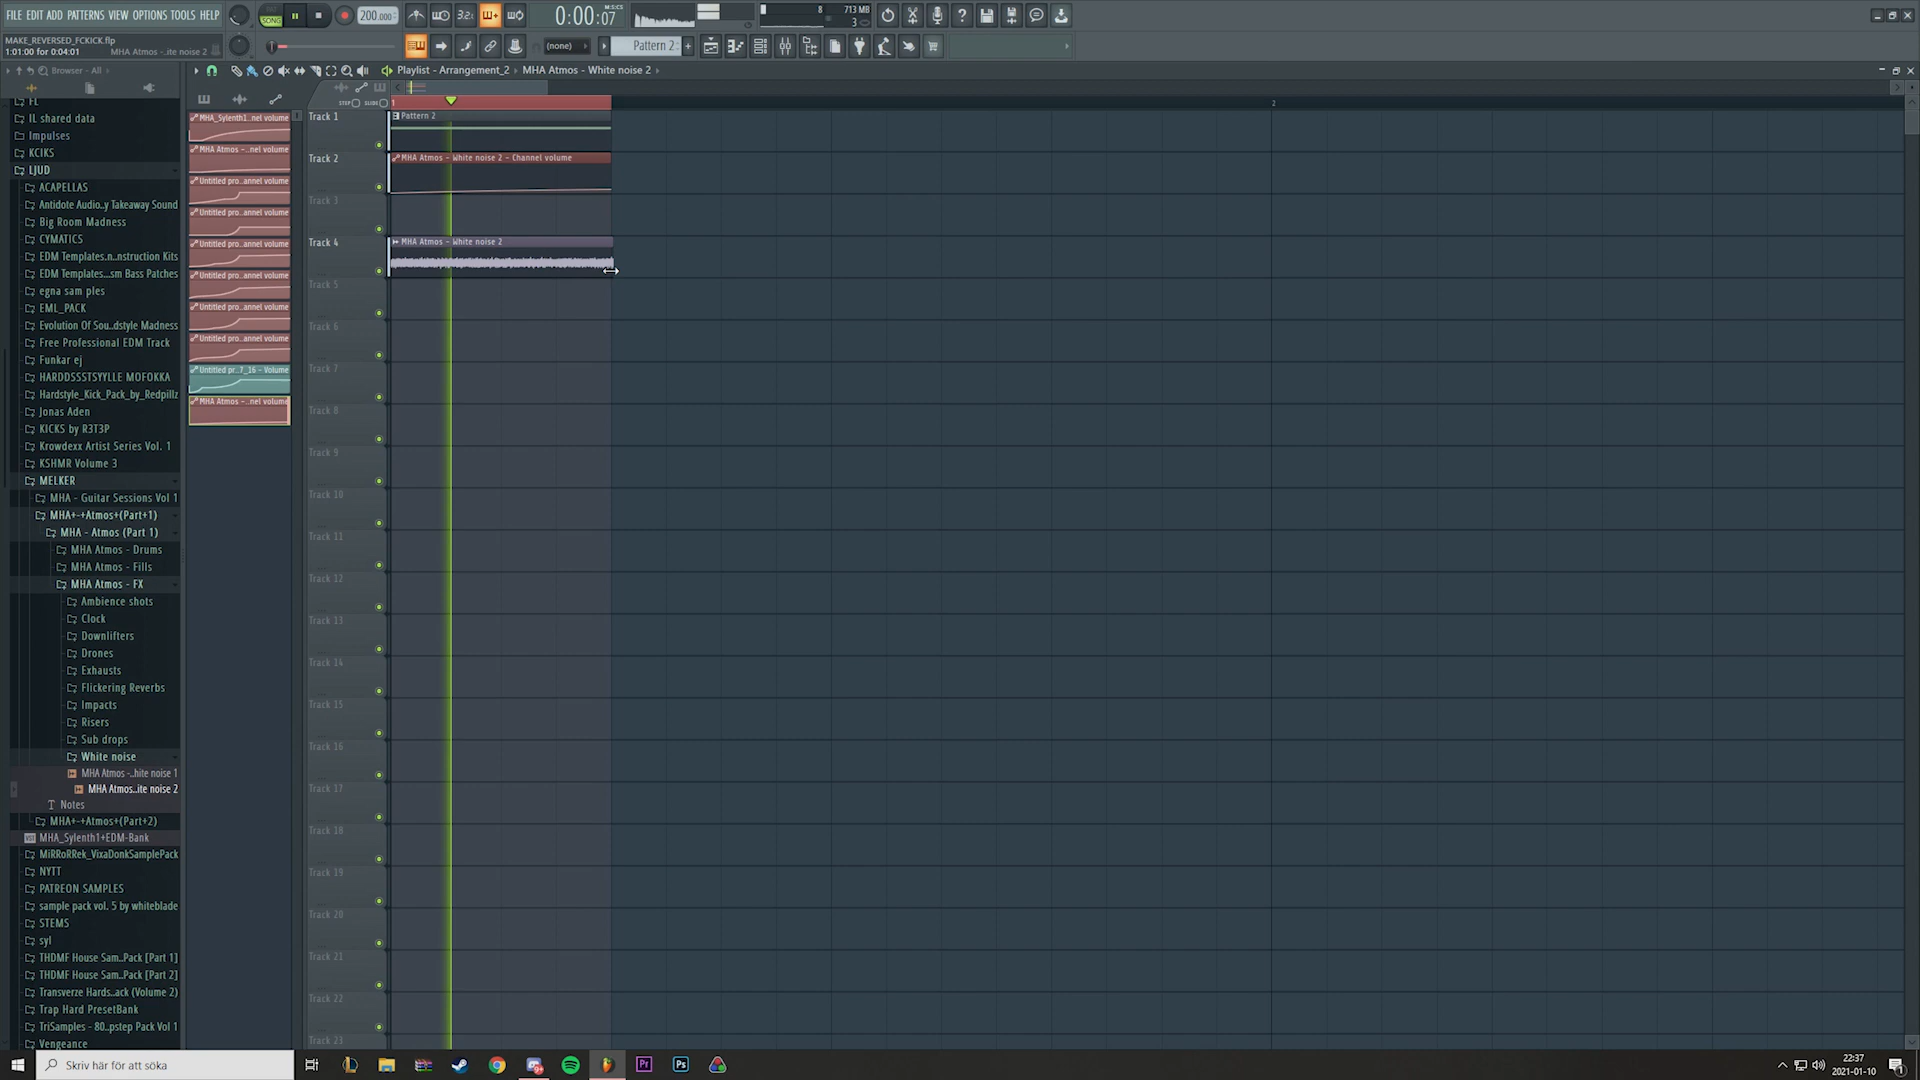 FILE EDIT ADD PATTERNS VIEW OPTIONS TOOLS HELP
SONG
200.000
3.2:
0:00:07
M:S:CS
8
713 MB
3
MAKE_REVERSED_FCKICK.flp
1:01:00 for 0:04:01
MHA Atmos -..ite noise 2
(none)
Pattern 2
Browser - All
Playlist - Arrangement_2 › MHA Atmos - White noise 2 ›
STEP
SLIDE
1
2
FL
IL shared data
Impulses
KCIKS
LJUD
ACAPELLAS
Antidote Audio..y Takeaway Sound
Big Room Madness
CYMATICS
EDM Templates.n..nstruction Kits
EDM Templates...sm Bass Patches
egna sam ples
EML_PACK
Evolution Of Sou..dstyle Madness
Free Professional EDM Track
Funkar ej
HARDDSSSTSYYLLE MOFOKKA
Hardstyle_Kick_Pack_by_Redpillz
Jonas Aden
KICKS by R3T3P
Krowdexx Artist Series Vol. 1
KSHMR Volume 3
MELKER
MHA - Guitar Sessions Vol 1
MHA+-+Atmos+(Part+1)
MHA - Atmos (Part 1)
MHA Atmos - Drums
MHA Atmos - Fills
MHA Atmos - FX
Ambience shots
Clock
Downlifters
Drones
Exhausts
Flickering Reverbs
Impacts
Risers
Sub drops
White noise
MHA Atmos -..hite noise 1
MHA Atmos..ite noise 2
Notes
MHA+-+Atmos+(Part+2)
MHA_Sylenth1+EDM-Bank
MiRRoRRek_VixaDonkSamplePack
NYTT
PATREON SAMPLES
sample pack vol. 5 by whiteblade
STEMS
syl
THDMF House Sam..Pack [Part 1]
THDMF House Sam..Pack [Part 2]
Transverze Hards..ack (Volume 2)
Trap Hard PresetBank
TriSamples - 80..pstep Pack Vol 1
Vengeance
MHA_Sylenth1..nel volume
MHA Atmos -..nel volume
Untitled pro..annel volume
Untitled pro..annel volume
Untitled pro..annel volume
Untitled pro..annel volume
Untitled pro..annel volume
Untitled pro..annel volume
Untitled pr..7_16 - Volume
MHA Atmos -..nel volume
Track 1
Pattern 2
Track 2
MHA Atmos - White noise 2 - Channel volume
Track 3
Track 4
MHA Atmos - White noise 2
Track 5
Track 6
Track 7
Track 8
Track 9
Track 10
Track 11
Track 12
Track 13
Track 14
Track 15
Track 16
Track 17
Track 18
Track 19
Track 20
Track 21
Track 22
Track 23
Skriv här för att söka
Pr
Ps
22:37
2021-01-10